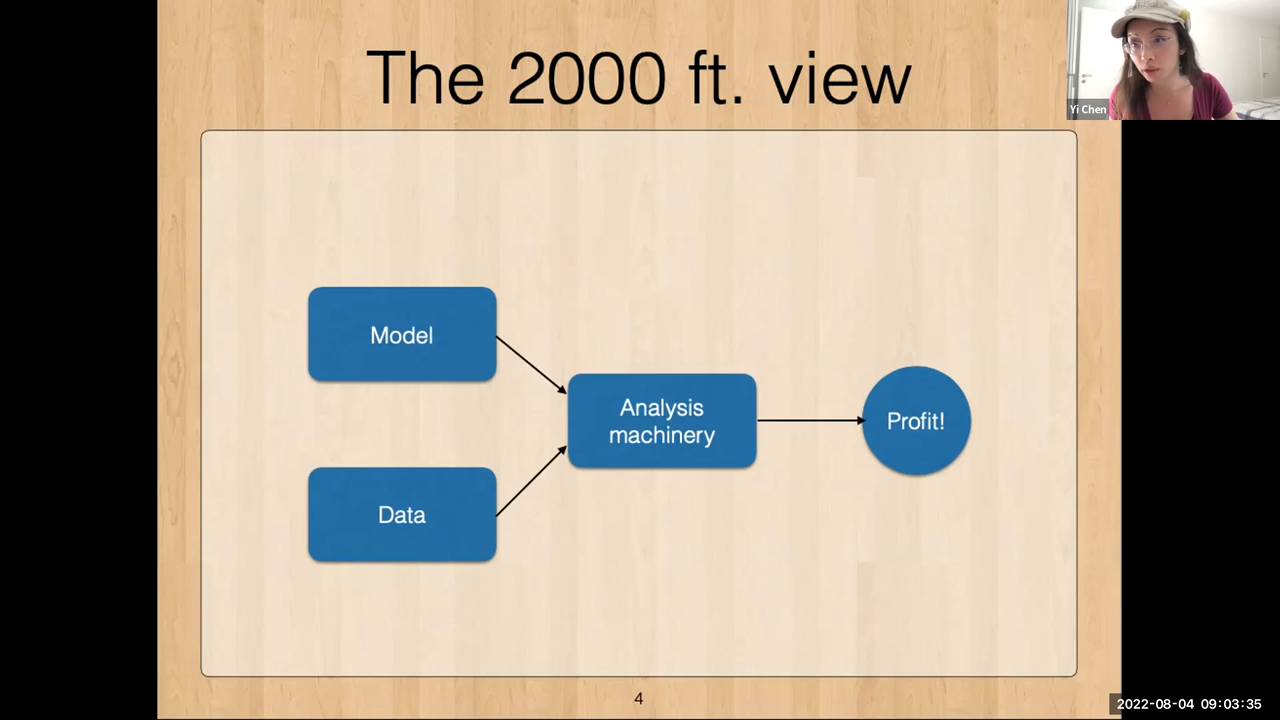 The 2000 ft. view
Yi Chen
Model
Analysis
machinery
Profit!
Data
4
2022-08-04 09:03:35